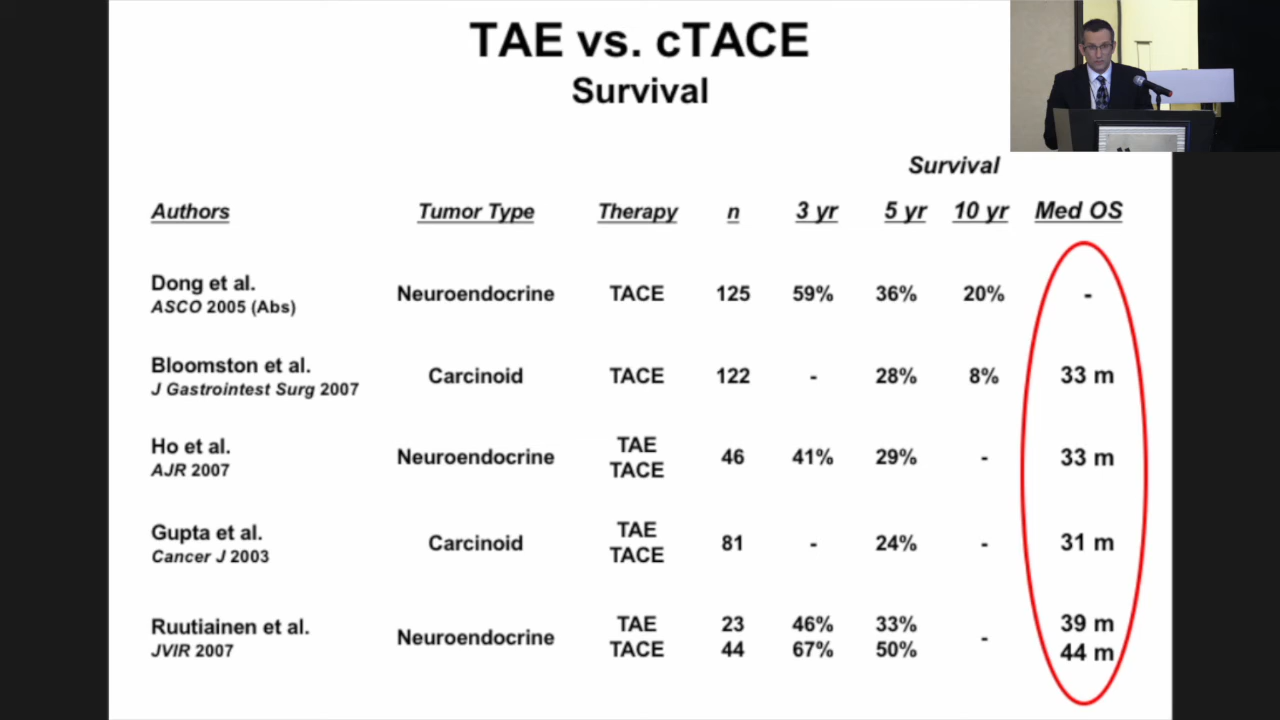 TAE vs. cTACE
Survival
Survival
Authors Tumor Type Therapy n 3 yr 5 yr 10 yr Med OS
Dong et al.
ASCO 2005 (Abs)
Neuroendocrine TACE 125 59% 36% 20% -
Bloomston et al.
J Gastrointest Surg 2007
Carcinoid TACE 122 - 28% 8% 33 m
Ho et al.
AJR 2007
Neuroendocrine
TAE
TACE
46 41% 29% - 33 m
Gupta et al.
Cancer J 2003
Carcinoid
TAE
TACE
81 - 24% - 31 m
Ruutiainen et al.
JVIR 2007
Neuroendocrine
TAE 23 46% 33% 39 m
TACE 44 67% 50% 44 m
-